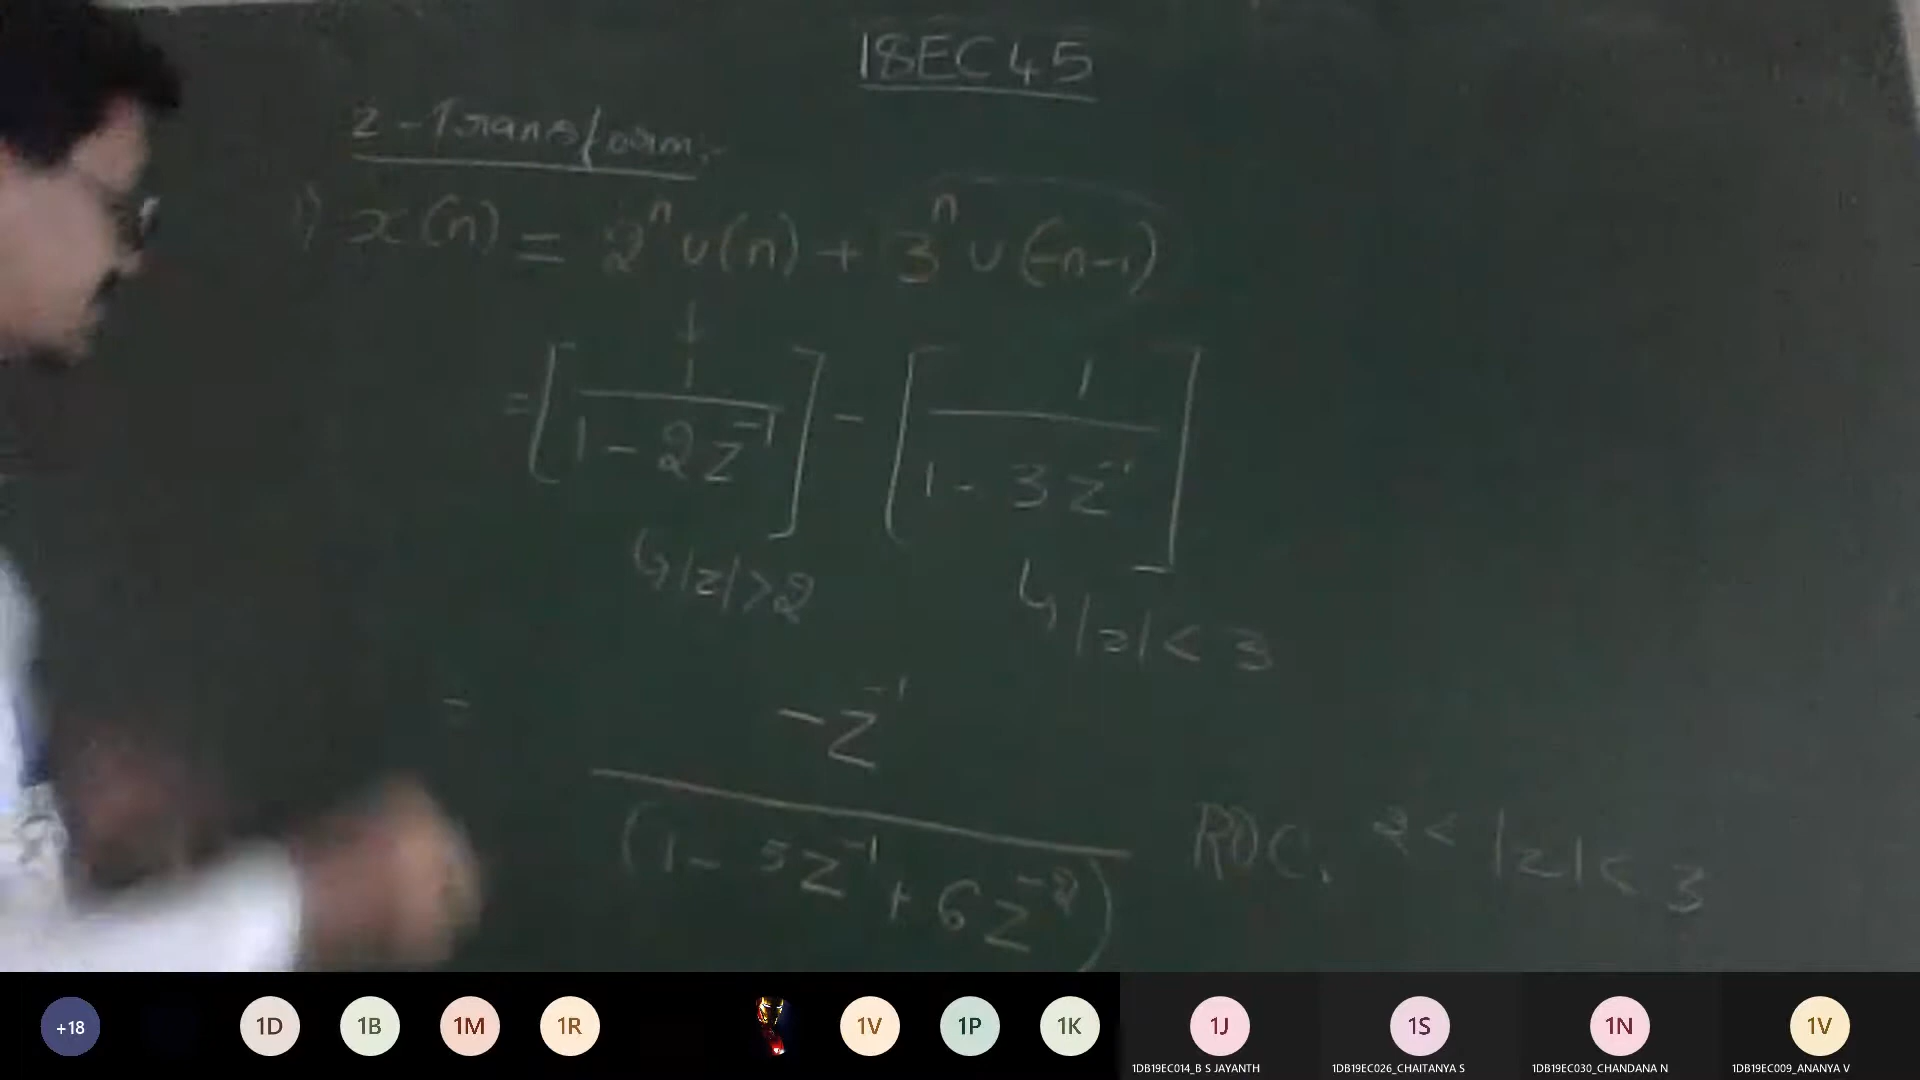 18EC45
Z-Transform:-
1) x(n) = 2^n u(n) + 3^n u(-n-1)
= [1 / (1 - 2z^-1)] - [1 / (1 - 3z^-1)]
↳ |z| > 2 ↳ |z| < 3
= -z^-1 / (1 - 5z^-1 + 6z^-2) ROC. 2 < |z| < 3
+18 1D 1B 1M 1R 1V 1P 1K 1J 1S 1N 1V
1DB19EC014_B S JAYANTH 1DB19EC026_CHAITANYA S 1DB19EC030_CHANDANA N 1DB19EC009_ANANYA V